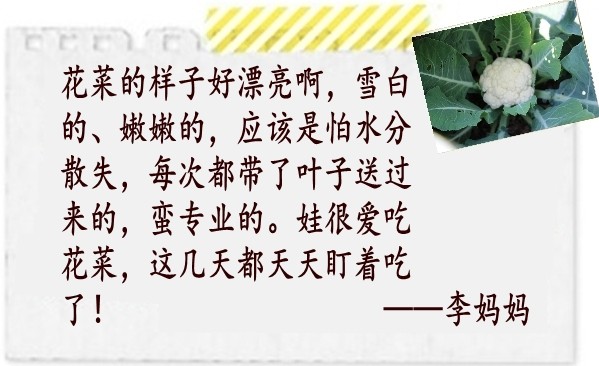 花菜的样子好漂亮啊，雪白
的、嫩嫩的，应该是怕水分
散失，每次都带了叶子送过
来的，蛮专业的。娃很爱吃
花菜，这几天都天天盯着吃
了！ ——李妈妈